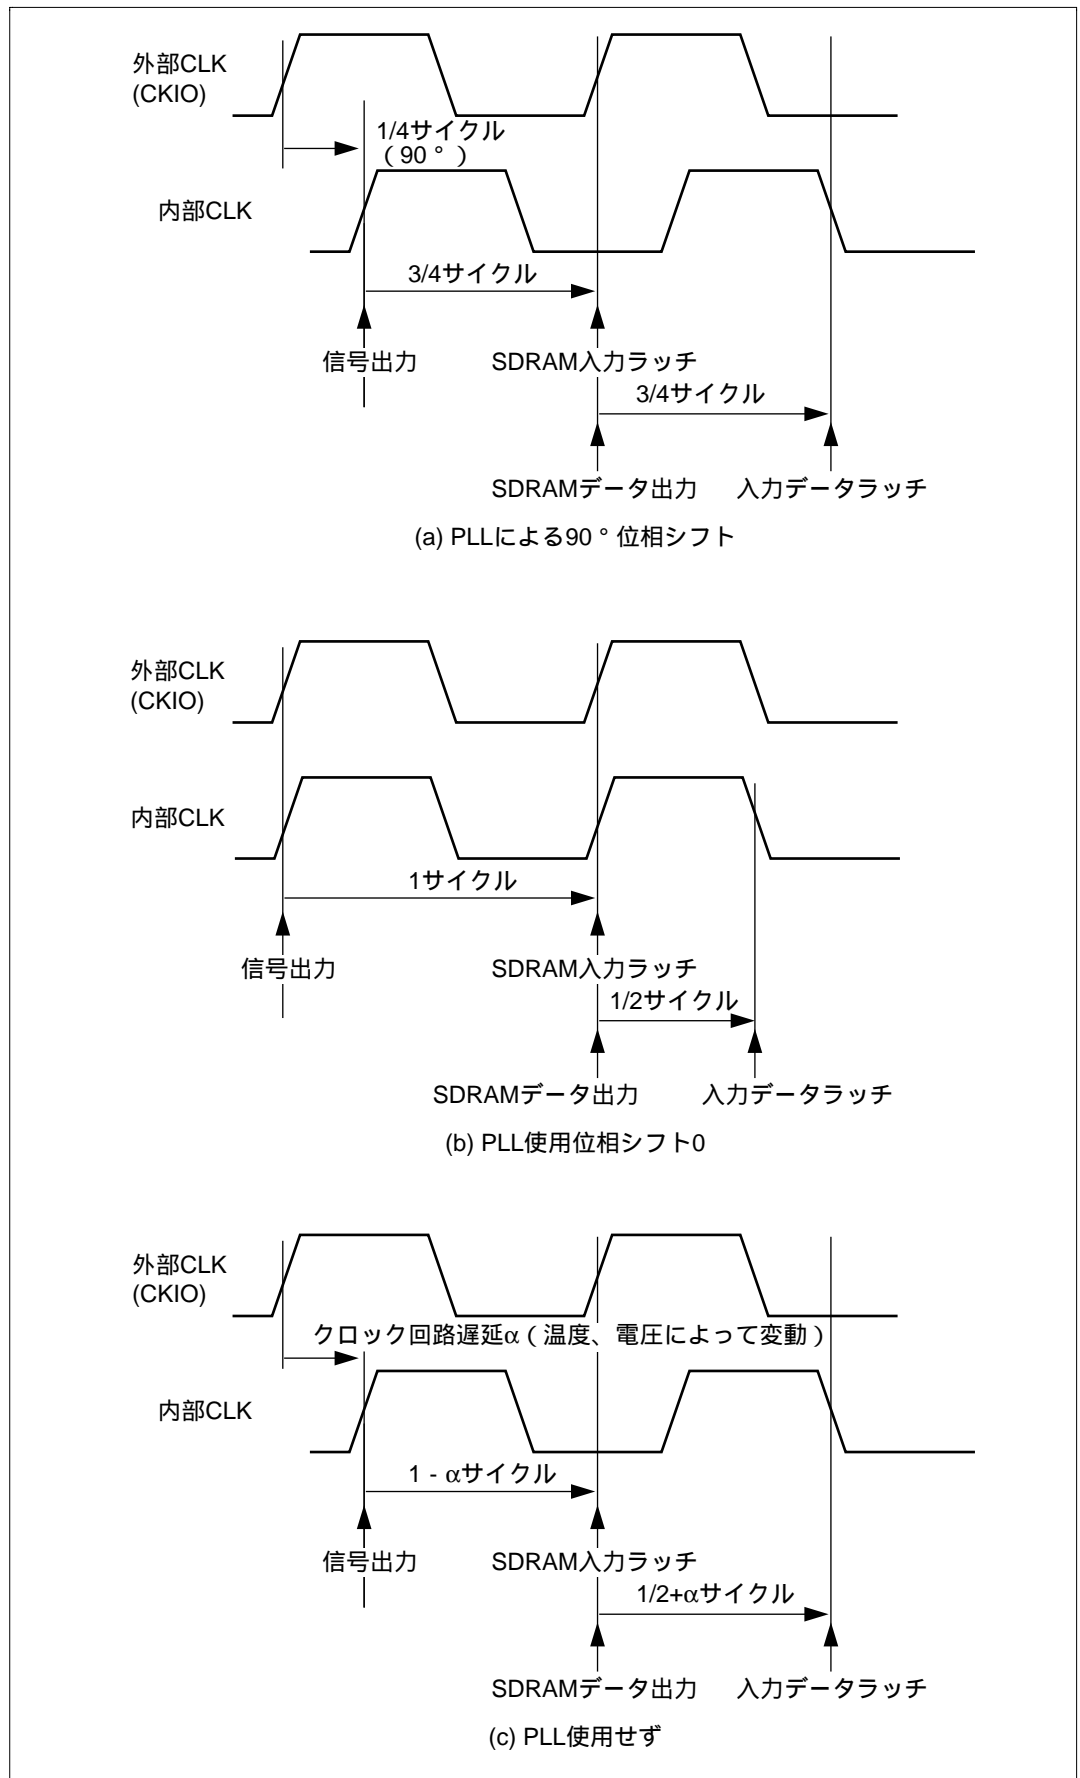 外部CLK
(CKIO)
1/4サイクル
(90°)
内部CLK
3/4サイクル
信号出力
SDRAM入力ラッチ
3/4サイクル
SDRAMデータ出力
入力データラッチ
(a) PLLによる90°位相シフト
外部CLK
(CKIO)
内部CLK
1サイクル
信号出力
SDRAM入力ラッチ
1/2サイクル
SDRAMデータ出力
入力データラッチ
(b) PLL使用位相シフト0
外部CLK
(CKIO)
クロック回路遅延α(温度、電圧によって変動)
内部CLK
1 - αサイクル
信号出力
SDRAM入力ラッチ
1/2+αサイクル
SDRAMデータ出力
入力データラッチ
(c) PLL使用せず